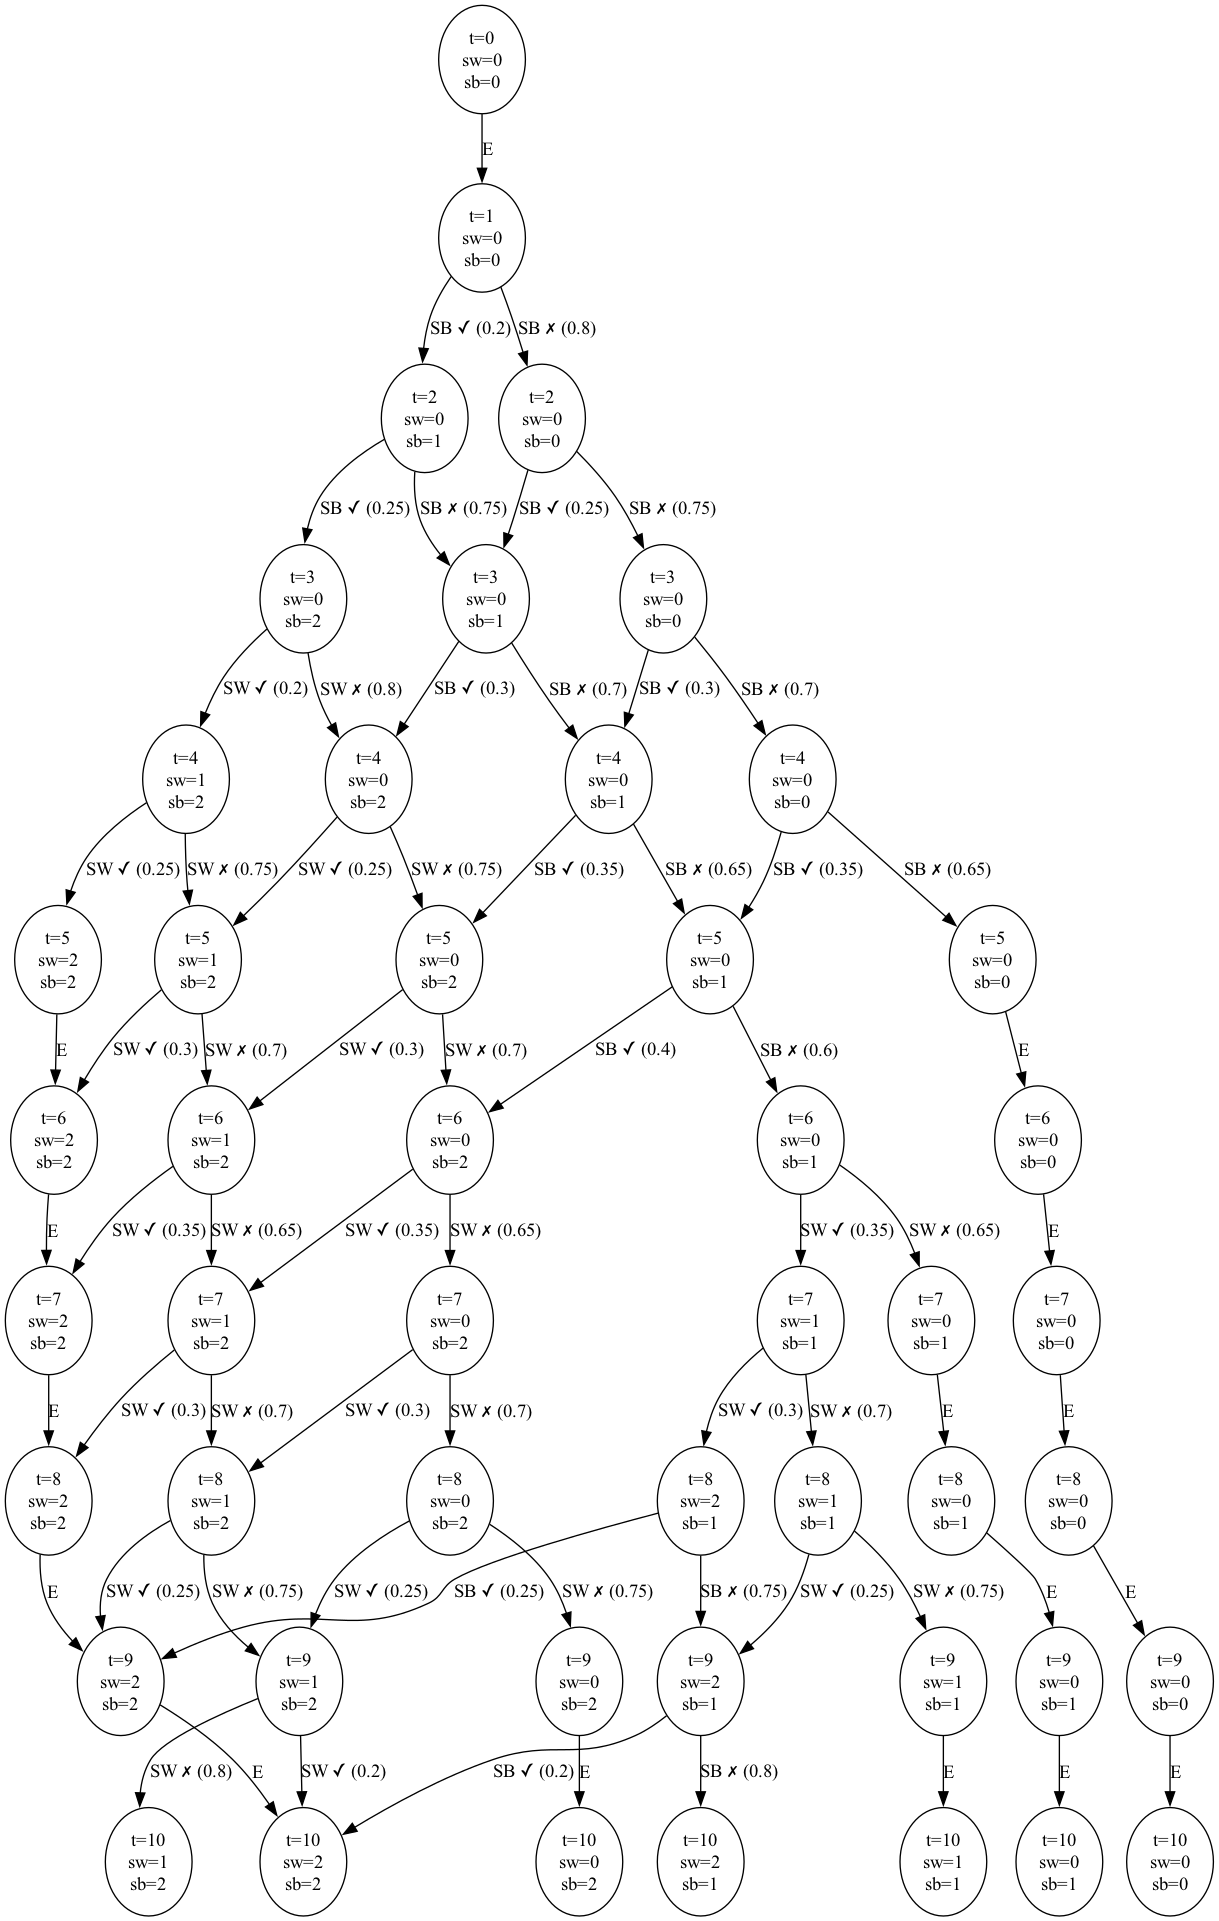 t=0
sw=0
sb=0
E
t=1
sw=0
sb=0
SB ✓ (0.2)
SB ✗ (0.8)
t=2
sw=0
sb=1
t=2
sw=0
sb=0
SB ✓ (0.25)
SB ✗ (0.75)
SB ✓ (0.25)
SB ✗ (0.75)
t=3
sw=0
sb=2
t=3
sw=0
sb=1
t=3
sw=0
sb=0
SW ✓ (0.2)
SW ✗ (0.8)
SB ✓ (0.3)
SB ✗ (0.7)
SB ✓ (0.3)
SB ✗ (0.7)
t=4
sw=1
sb=2
t=4
sw=0
sb=2
t=4
sw=0
sb=1
t=4
sw=0
sb=0
SW ✓ (0.25)
SW ✗ (0.75)
SW ✓ (0.25)
SW ✗ (0.75)
SB ✓ (0.35)
SB ✗ (0.65)
SB ✓ (0.35)
SB ✗ (0.65)
t=5
sw=2
sb=2
t=5
sw=1
sb=2
t=5
sw=0
sb=2
t=5
sw=0
sb=1
t=5
sw=0
sb=0
E
SW ✓ (0.3)
SW ✗ (0.7)
SW ✓ (0.3)
SW ✗ (0.7)
SB ✓ (0.4)
SB ✗ (0.6)
E
t=6
sw=2
sb=2
t=6
sw=1
sb=2
t=6
sw=0
sb=2
t=6
sw=0
sb=1
t=6
sw=0
sb=0
E
SW ✓ (0.35)
SW ✗ (0.65)
SW ✓ (0.35)
SW ✗ (0.65)
SW ✓ (0.35)
SW ✗ (0.65)
E
t=7
sw=2
sb=2
t=7
sw=1
sb=2
t=7
sw=0
sb=2
t=7
sw=1
sb=1
t=7
sw=0
sb=1
t=7
sw=0
sb=0
E
SW ✓ (0.3)
SW ✗ (0.7)
SW ✓ (0.3)
SW ✗ (0.7)
SW ✓ (0.3)
SW ✗ (0.7)
E
E
t=8
sw=2
sb=2
t=8
sw=1
sb=2
t=8
sw=0
sb=2
t=8
sw=2
sb=1
t=8
sw=1
sb=1
t=8
sw=0
sb=1
t=8
sw=0
sb=0
E
SW ✓ (0.25)
SW ✗ (0.75)
SW ✓ (0.25)
SB ✓ (0.25)
SW ✗ (0.75)
SB ✗ (0.75)
SW ✓ (0.25)
SW ✗ (0.75)
E
E
t=9
sw=2
sb=2
t=9
sw=1
sb=2
t=9
sw=0
sb=2
t=9
sw=2
sb=1
t=9
sw=1
sb=1
t=9
sw=0
sb=1
t=9
sw=0
sb=0
SW ✗ (0.8)
E
SW ✓ (0.2)
SB ✓ (0.2)
E
SB ✗ (0.8)
E
E
E
t=10
sw=1
sb=2
t=10
sw=2
sb=2
t=10
sw=0
sb=2
t=10
sw=2
sb=1
t=10
sw=1
sb=1
t=10
sw=0
sb=1
t=10
sw=0
sb=0